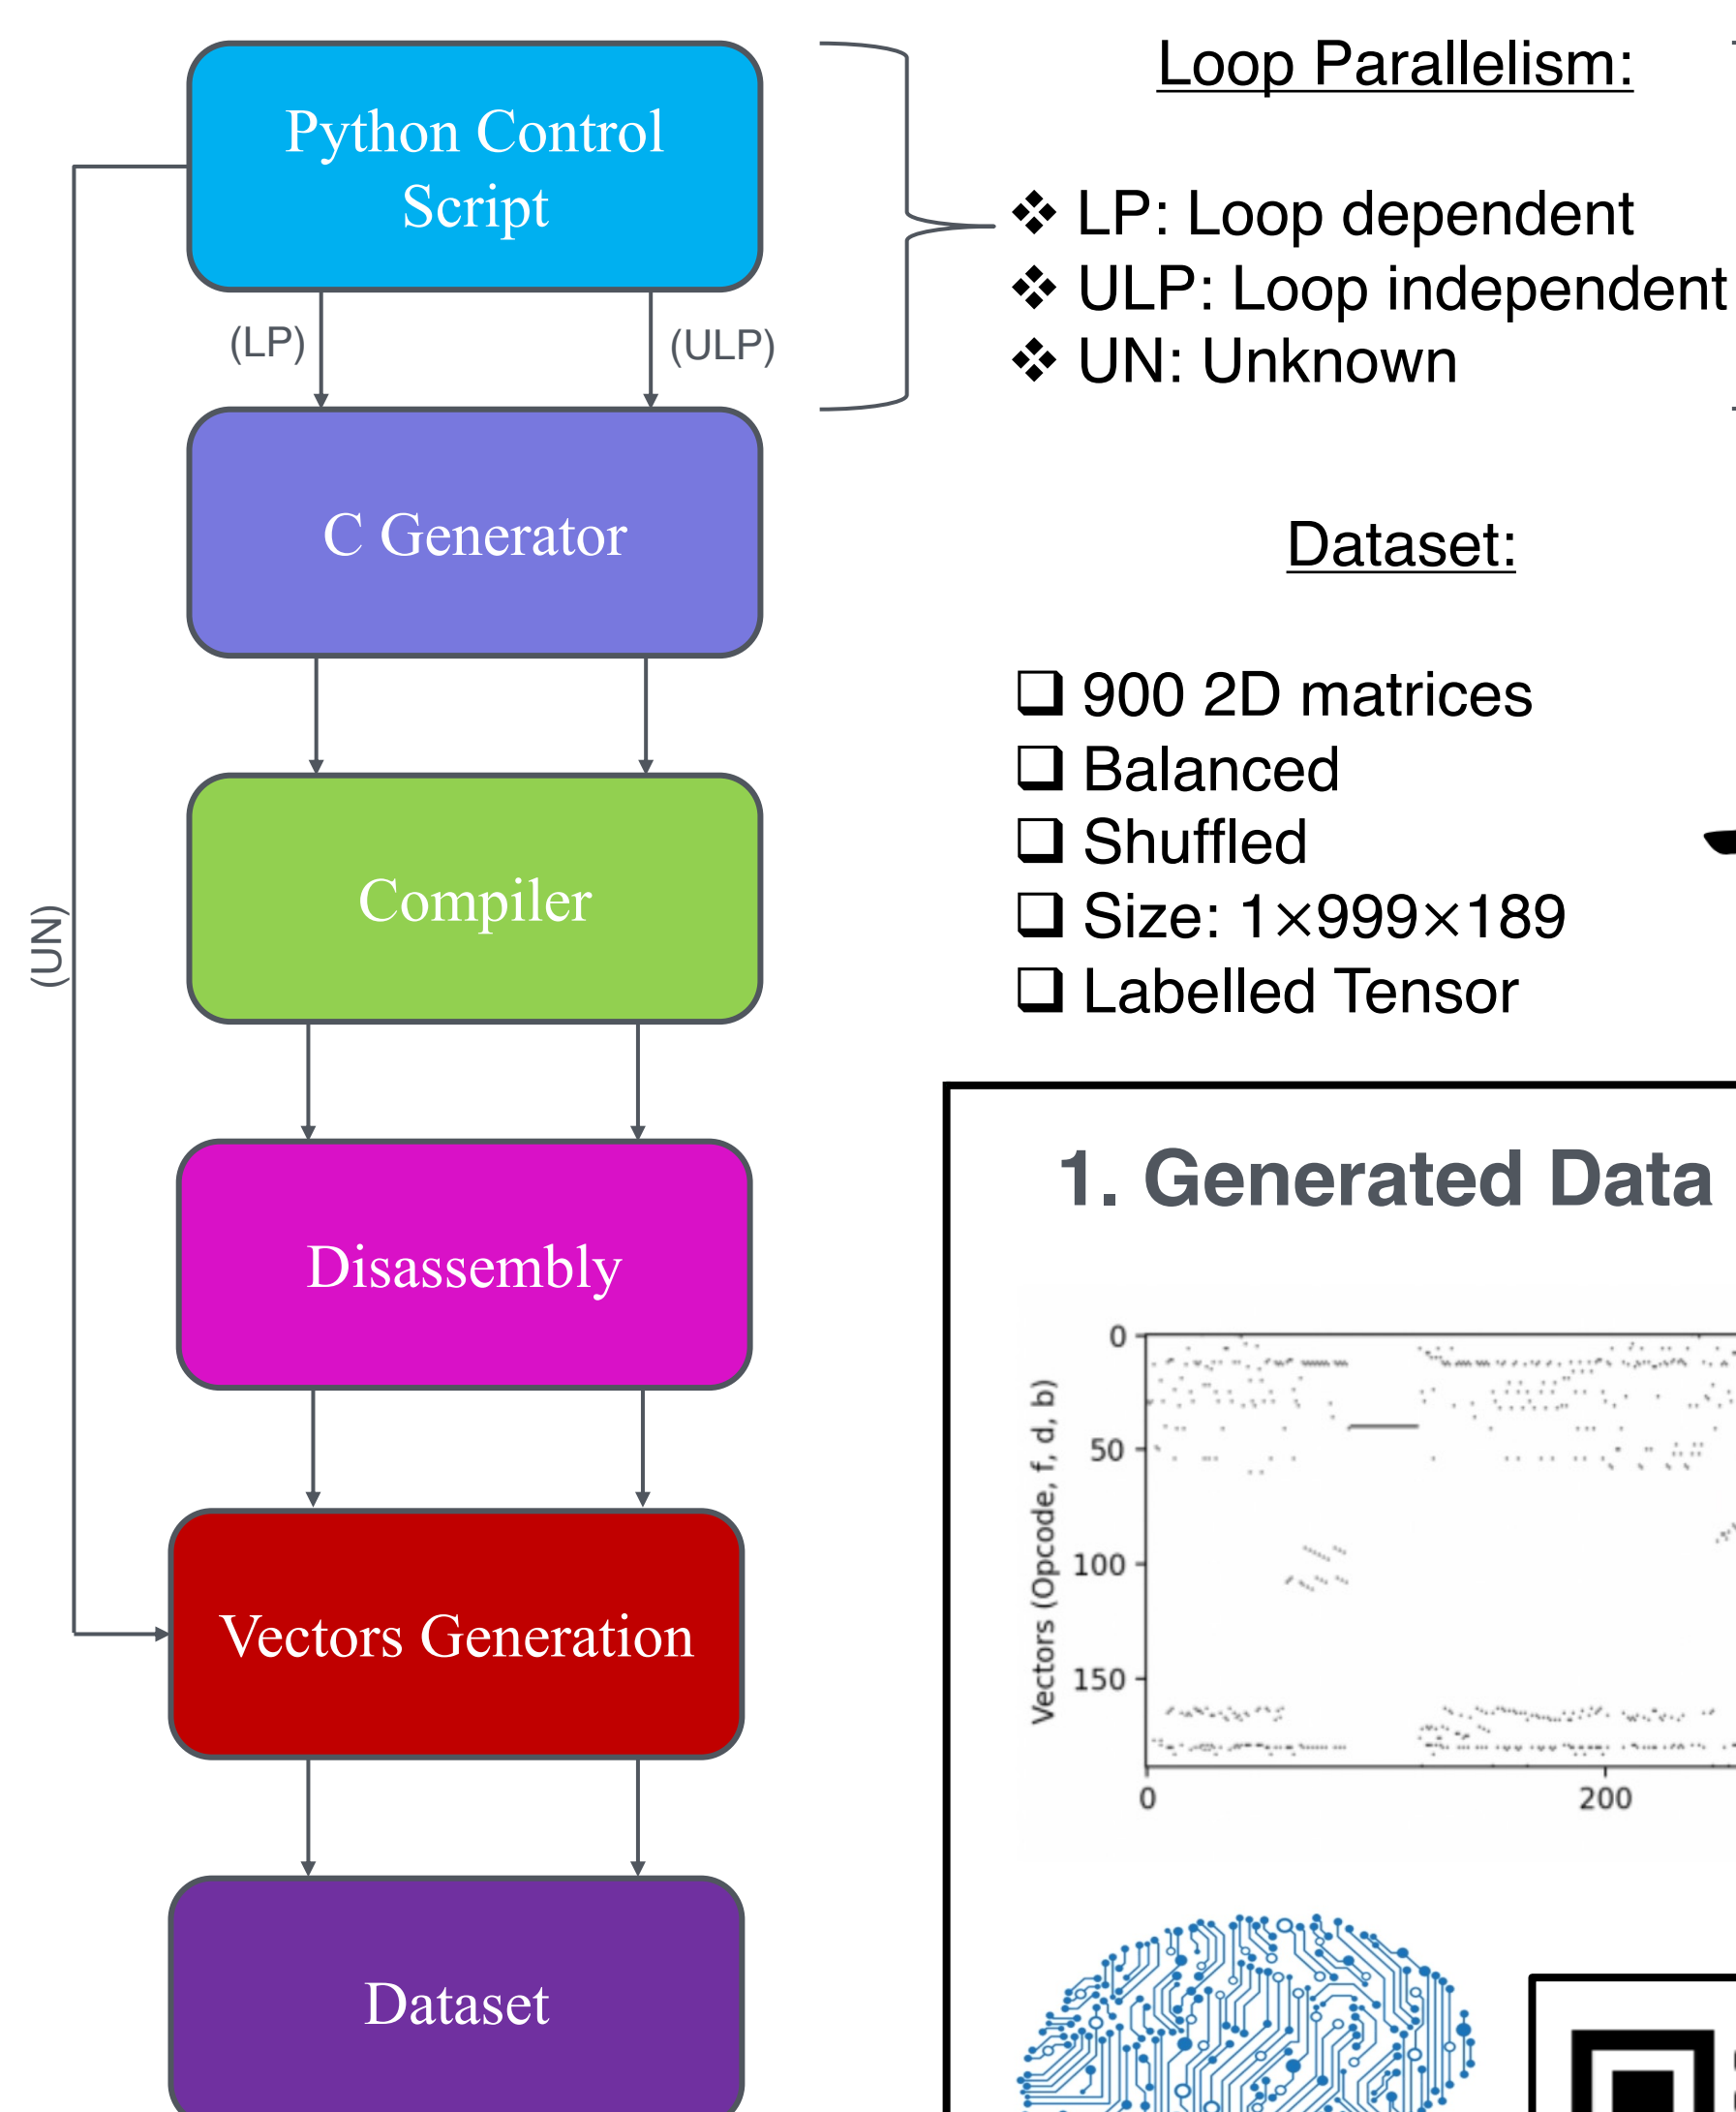 Python Control
Script
(LP)
(ULP)
C Generator
Compiler
(UN)
Disassembly
Vectors Generation
Dataset
Loop Parallelism:
❖ LP: Loop dependent
❖ ULP: Loop independent
❖ UN: Unknown
Dataset:
❑ 900 2D matrices
❑ Balanced
❑ Shuffled
❑ Size: 1×999×189
❑ Labelled Tensor
1. Generated Data
Vectors (Opcode, f, d, b)
0
50
100
150
0
200